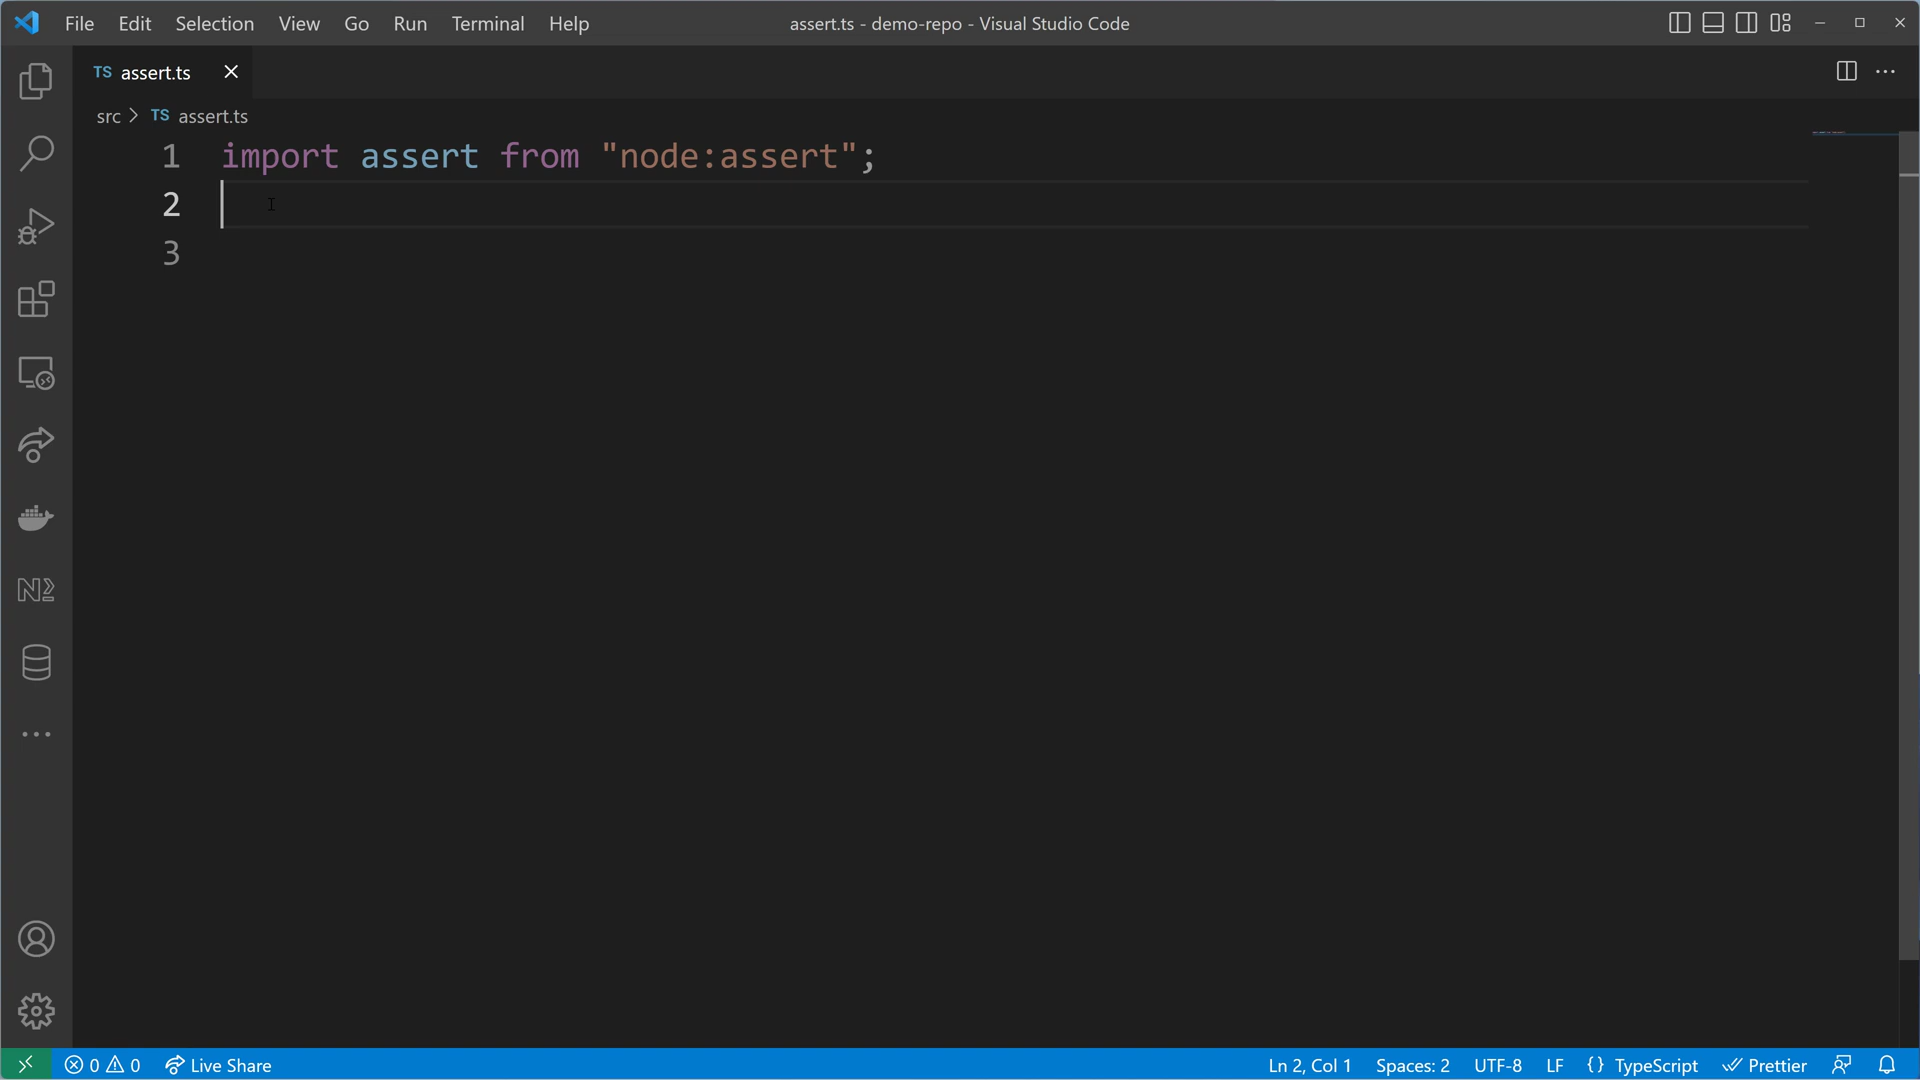 File Edit Selection View Go Run Terminal Help
assert.ts - demo-repo - Visual Studio Code
TS assert.ts
src > TS assert.ts
1 import assert from "node:assert";
2
3
0 0 Live Share
Ln 2, Col 1 Spaces: 2 UTF-8 LF {} TypeScript Prettier